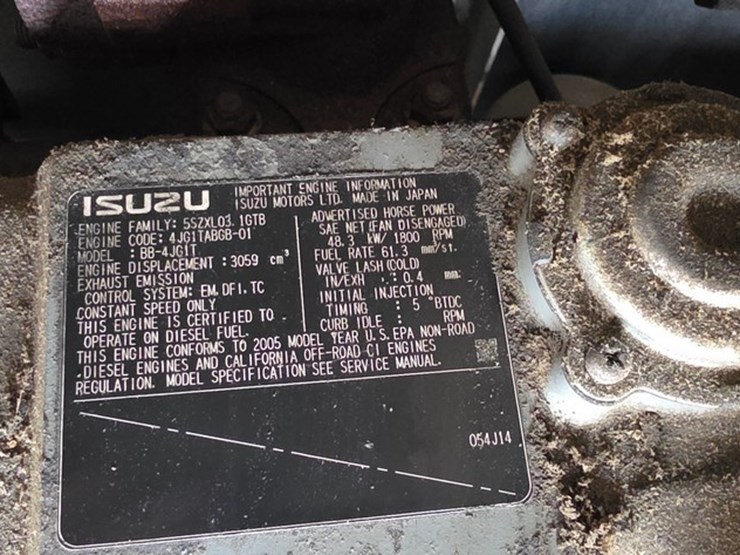 ISUZU
IMPORTANT ENGINE INFORMATION
ISUZU MOTORS LTD. MADE IN JAPAN
ENGINE FAMILY: 5SZXL03.1GTB
ENGINE CODE: 4JG1TABGB-01
MODEL : BB-4JG1T
ENGINE DISPLACEMENT: 3059 cm³
EXHAUST EMISSION
CONTROL SYSTEM: EM,DFI,TC
CONSTANT SPEED ONLY
THIS ENGINE IS CERTIFIED TO
OPERATE ON DIESEL FUEL.
ADVERTISED HORSE POWER
SAE NET(FAN DISENGAGED)
48.3 kW/ 1800 RPM
FUEL RATE 61.3 mm³/st.
VALVE LASH(COLD)
IN/EXH : 0.4 mm
INITIAL INJECTION
TIMING : 5 °BTDC
CURB IDLE : RPM
THIS ENGINE CONFORMS TO 2005 MODEL YEAR U.S.EPA NON-ROAD
DIESEL ENGINES AND CALIFORNIA OFF-ROAD CI ENGINES
REGULATION. MODEL SPECIFICATION SEE SERVICE MANUAL.
054J14